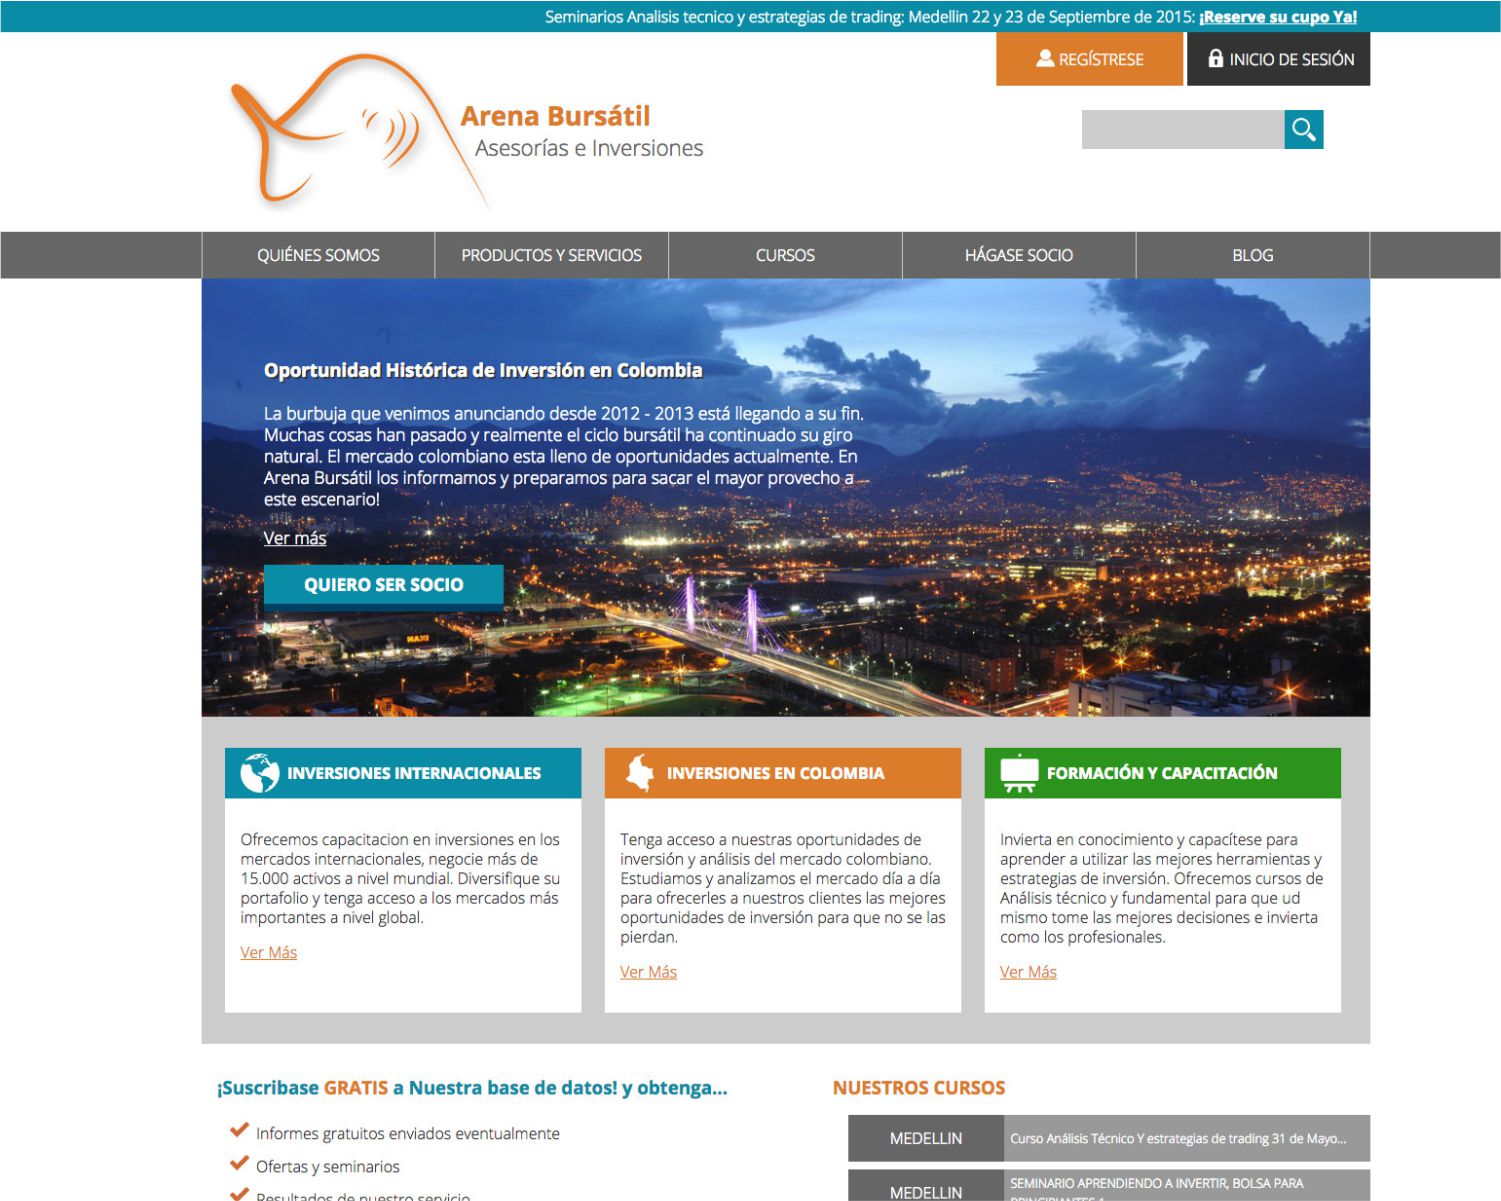 Seminarios Analisis tecnico y estrategias de trading: Medellin 22 y 23 de Septiembre de 2015: ¡Reserve su cupo Ya!
REGÍSTRESE
INICIO DE SESIÓN
Arena Bursátil
Asesorías e Inversiones
QUIÉNES SOMOS
PRODUCTOS Y SERVICIOS
CURSOS
HÁGASE SOCIO
BLOG
Oportunidad Histórica de Inversión en Colombia
La burbuja que venimos anunciando desde 2012 - 2013 está llegando a su fin.
Muchas cosas han pasado y realmente el ciclo bursátil ha continuado su giro
natural. El mercado colombiano esta lleno de oportunidades actualmente. En
Arena Bursátil los informamos y preparamos para sacar el mayor provecho a
este escenario!
Ver más
QUIERO SER SOCIO
INVERSIONES INTERNACIONALES
Ofrecemos capacitacion en inversiones en los
mercados internacionales, negocie más de
15.000 activos a nivel mundial. Diversifique su
portafolio y tenga acceso a los mercados más
importantes a nivel global.
Ver Más
INVERSIONES EN COLOMBIA
Tenga acceso a nuestras oportunidades de
inversión y análisis del mercado colombiano.
Estudiamos y analizamos el mercado día a día
para ofrecerles a nuestros clientes las mejores
oportunidades de inversión para que no se las
pierdan.
Ver Más
FORMACIÓN Y CAPACITACIÓN
Invierta en conocimiento y capacítese para
aprender a utilizar las mejores herramientas y
estrategias de inversión. Ofrecemos cursos de
Análisis técnico y fundamental para que ud
mismo tome las mejores decisiones e invierta
como los profesionales.
Ver Más
¡Suscribase GRATIS a Nuestra base de datos! y obtenga...
Informes gratuitos enviados eventualmente
Ofertas y seminarios
Resultados de nuestro servicio
NUESTROS CURSOS
MEDELLIN
Curso Análisis Técnico Y estrategias de trading 31 de Mayo...
MEDELLIN
SEMINARIO APRENDIENDO A INVERTIR, BOLSA PARA